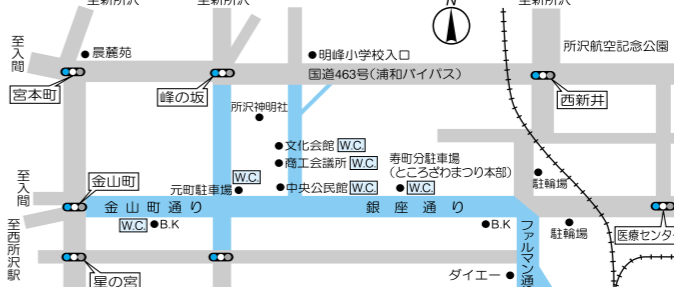 至新所沢
至新所沢
N
至新所沢
至入間
晨麓苑
明峰小学校入口
所沢航空記念公園
国道463号(浦和バイパス)
宮本町
峰の坂
西新井
所沢神明社
文化会館 W.C.
商工会議所 W.C.
寿町分駐車場
(ところざわまつり本部)
至入間
金山町
W.C.
元町駐車場
中央公民館 W.C.
W.C.
駐輪場
金山町通り
銀座通り
至西所沢駅
W.C. B.K
B.K
ファルマン通
駐輪場
医療センタ
星の宮
ダイエー